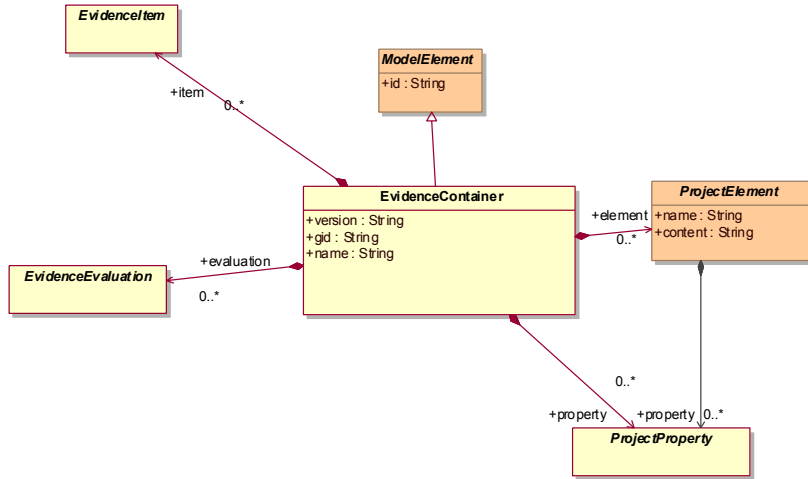 EvidenceItem
ModelElement
+id : String
+item
0..*
EvidenceContainer
+version : String
+gid : String
+name : String
ProjectElement
+name : String
+content : String
+element
0..*
+evaluation
EvidenceEvaluation
0..*
0..*
+property
+property
0..*
ProjectProperty